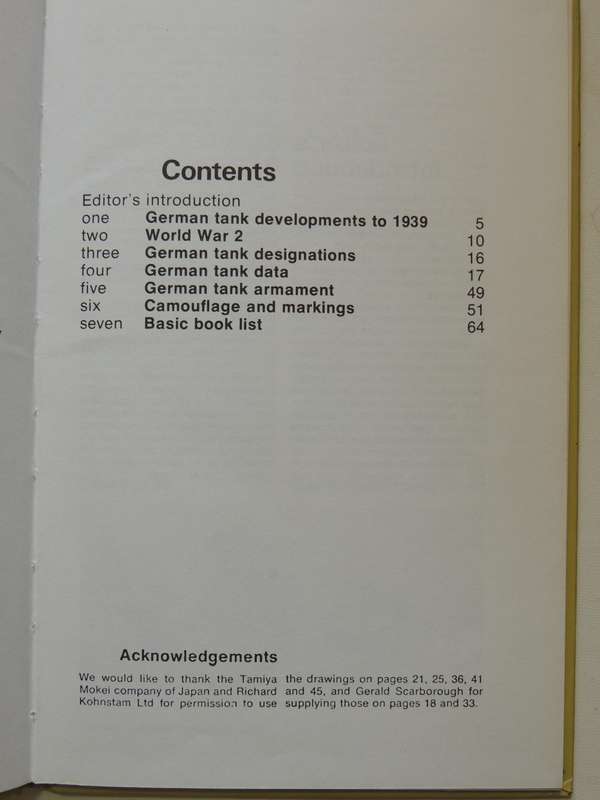 Contents
Editor's introduction
one German tank developments to 1939 5
two World War 2 10
three German tank designations 16
four German tank data 17
five German tank armament 49
six Camouflage and markings 51
seven Basic book list 64
Acknowledgements
We would like to thank the Tamiya
Mokei company of Japan and Richard
Kohnstam Ltd for permission to use
the drawings on pages 21, 25, 36, 41
and 45, and Gerald Scarborough for
supplying those on pages 18 and 33.